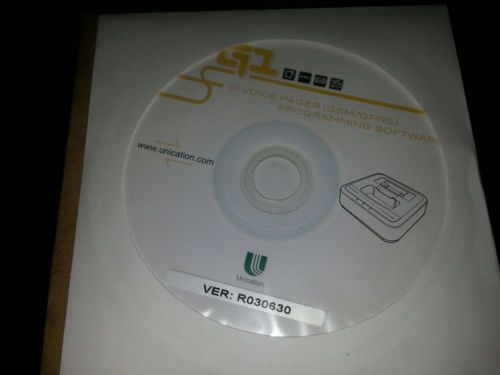 G1
G1 VOICE PAGER (GSM/GPRS)
PROGRAMMING SOFTWARE
www.unication.com
Unication
VER: R030630